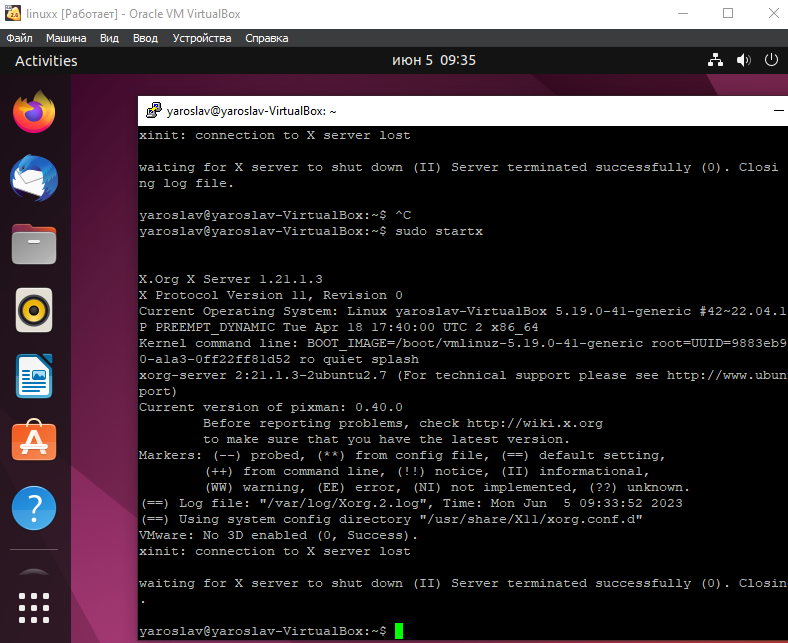 linuxx [Работает] - Oracle VM VirtualBox
Файл Машина Вид Ввод Устройства Справка
Activities
июн 5 09:35
yaroslav@yaroslav-VirtualBox: ~
xinit: connection to X server lost
waiting for X server to shut down (II) Server terminated successfully (0). Closi
ng log file.
yaroslav@yaroslav-VirtualBox:~$ ^C
yaroslav@yaroslav-VirtualBox:~$ sudo startx
X.Org X Server 1.21.1.3
X Protocol Version 11, Revision 0
Current Operating System: Linux yaroslav-VirtualBox 5.19.0-41-generic #42~22.04.1
P PREEMPT_DYNAMIC Tue Apr 18 17:40:00 UTC 2 x86_64
Kernel command line: BOOT_IMAGE=/boot/vmlinuz-5.19.0-41-generic root=UUID=9883eb9
0-a1a3-0ff22ff81d52 ro quiet splash
xorg-server 2:21.1.3-2ubuntu2.7 (For technical support please see http://www.ubun
port)
Current version of pixman: 0.40.0
Before reporting problems, check http://wiki.x.org
to make sure that you have the latest version.
Markers: (--) probed, (**) from config file, (==) default setting,
(++) from command line, (!!) notice, (II) informational,
(WW) warning, (EE) error, (NI) not implemented, (??) unknown.
(==) Log file: "/var/log/Xorg.2.log", Time: Mon Jun  5 09:33:52 2023
(==) Using system config directory "/usr/share/X11/xorg.conf.d"
VMware: No 3D enabled (0, Success).
xinit: connection to X server lost
waiting for X server to shut down (II) Server terminated successfully (0). Closin
.
yaroslav@yaroslav-VirtualBox:~$